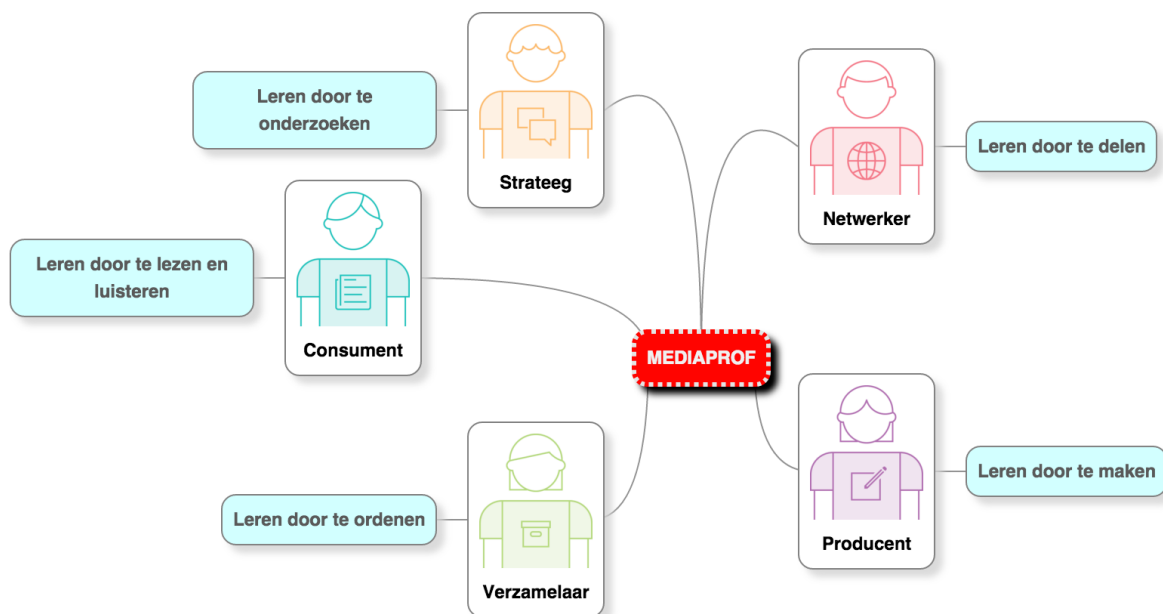 Leren door te
onderzoeken
Strateeg
Netwerker
Leren door te delen
Leren door te lezen en
luisteren
Consument
MEDIAPROF
Leren door te ordenen
Verzamelaar
Producent
Leren door te maken